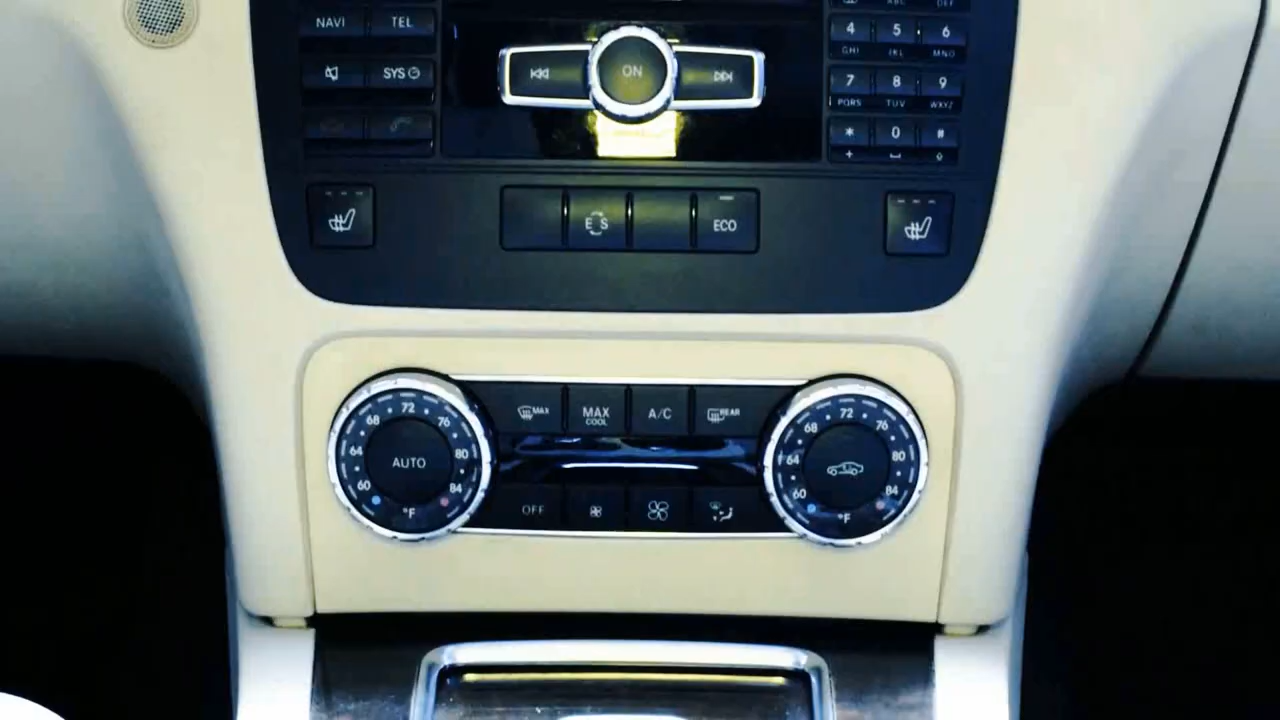 NAVI TEL
SYS
ON
4 5 6
GHI JKL MNO
7 8 9
PQRS TUV WXYZ
* 0 #
+
E S
ECO
MAX
MAX COOL
A/C
REAR
60 64 68 72 76 80 84
°F
AUTO
OFF
60 64 68 72 76 80 84
°F